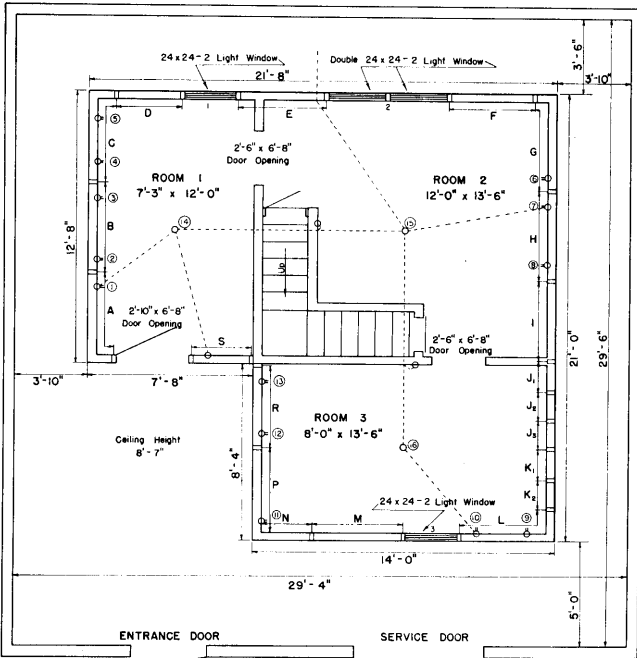 24 x 24-2 Light Window
Double 24 x 24-2 Light Window
3'-6"
21'-8"
3'-10"
D
1
E
2
F
5
C
4
2'-6" x 6'-8"
Door Opening
G
ROOM 1
7'-3" x 12'-0"
ROOM 2
12'-0" x 13'-6"
6
3
7
14
15
12'-8"
B
H
2
Up
8
1
A
2'-10" x 6'-8"
Door Opening
I
2'-6" x 6'-8"
Door Opening
21'-0"
29'-6"
S
3'-10"
7'-8"
13
J1
R
ROOM 3
8'-0" x 13'-6"
J2
J3
Ceiling Height
8'-7"
12
16
8'-4"
K1
P
K2
24 x 24-2 Light Window
11
N
M
3
10
L
9
14'-0"
29'-4"
5'-0"
ENTRANCE DOOR
SERVICE DOOR